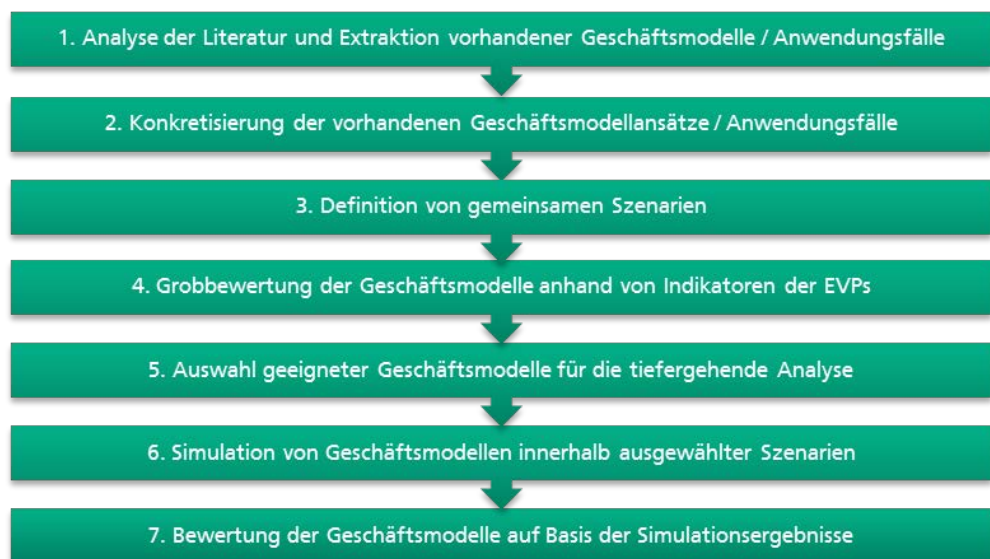 1. Analyse der Literatur und Extraktion vorhandener Geschäftsmodelle / Anwendungsfälle
2. Konkretisierung der vorhandenen Geschäftsmodellansätze / Anwendungsfälle
3. Definition von gemeinsamen Szenarien
4. Grobbewertung der Geschäftsmodelle anhand von Indikatoren der EVPs
5. Auswahl geeigneter Geschäftsmodelle für die tiefergehende Analyse
6. Simulation von Geschäftsmodellen innerhalb ausgewählter Szenarien
7. Bewertung der Geschäftsmodelle auf Basis der Simulationsergebnisse